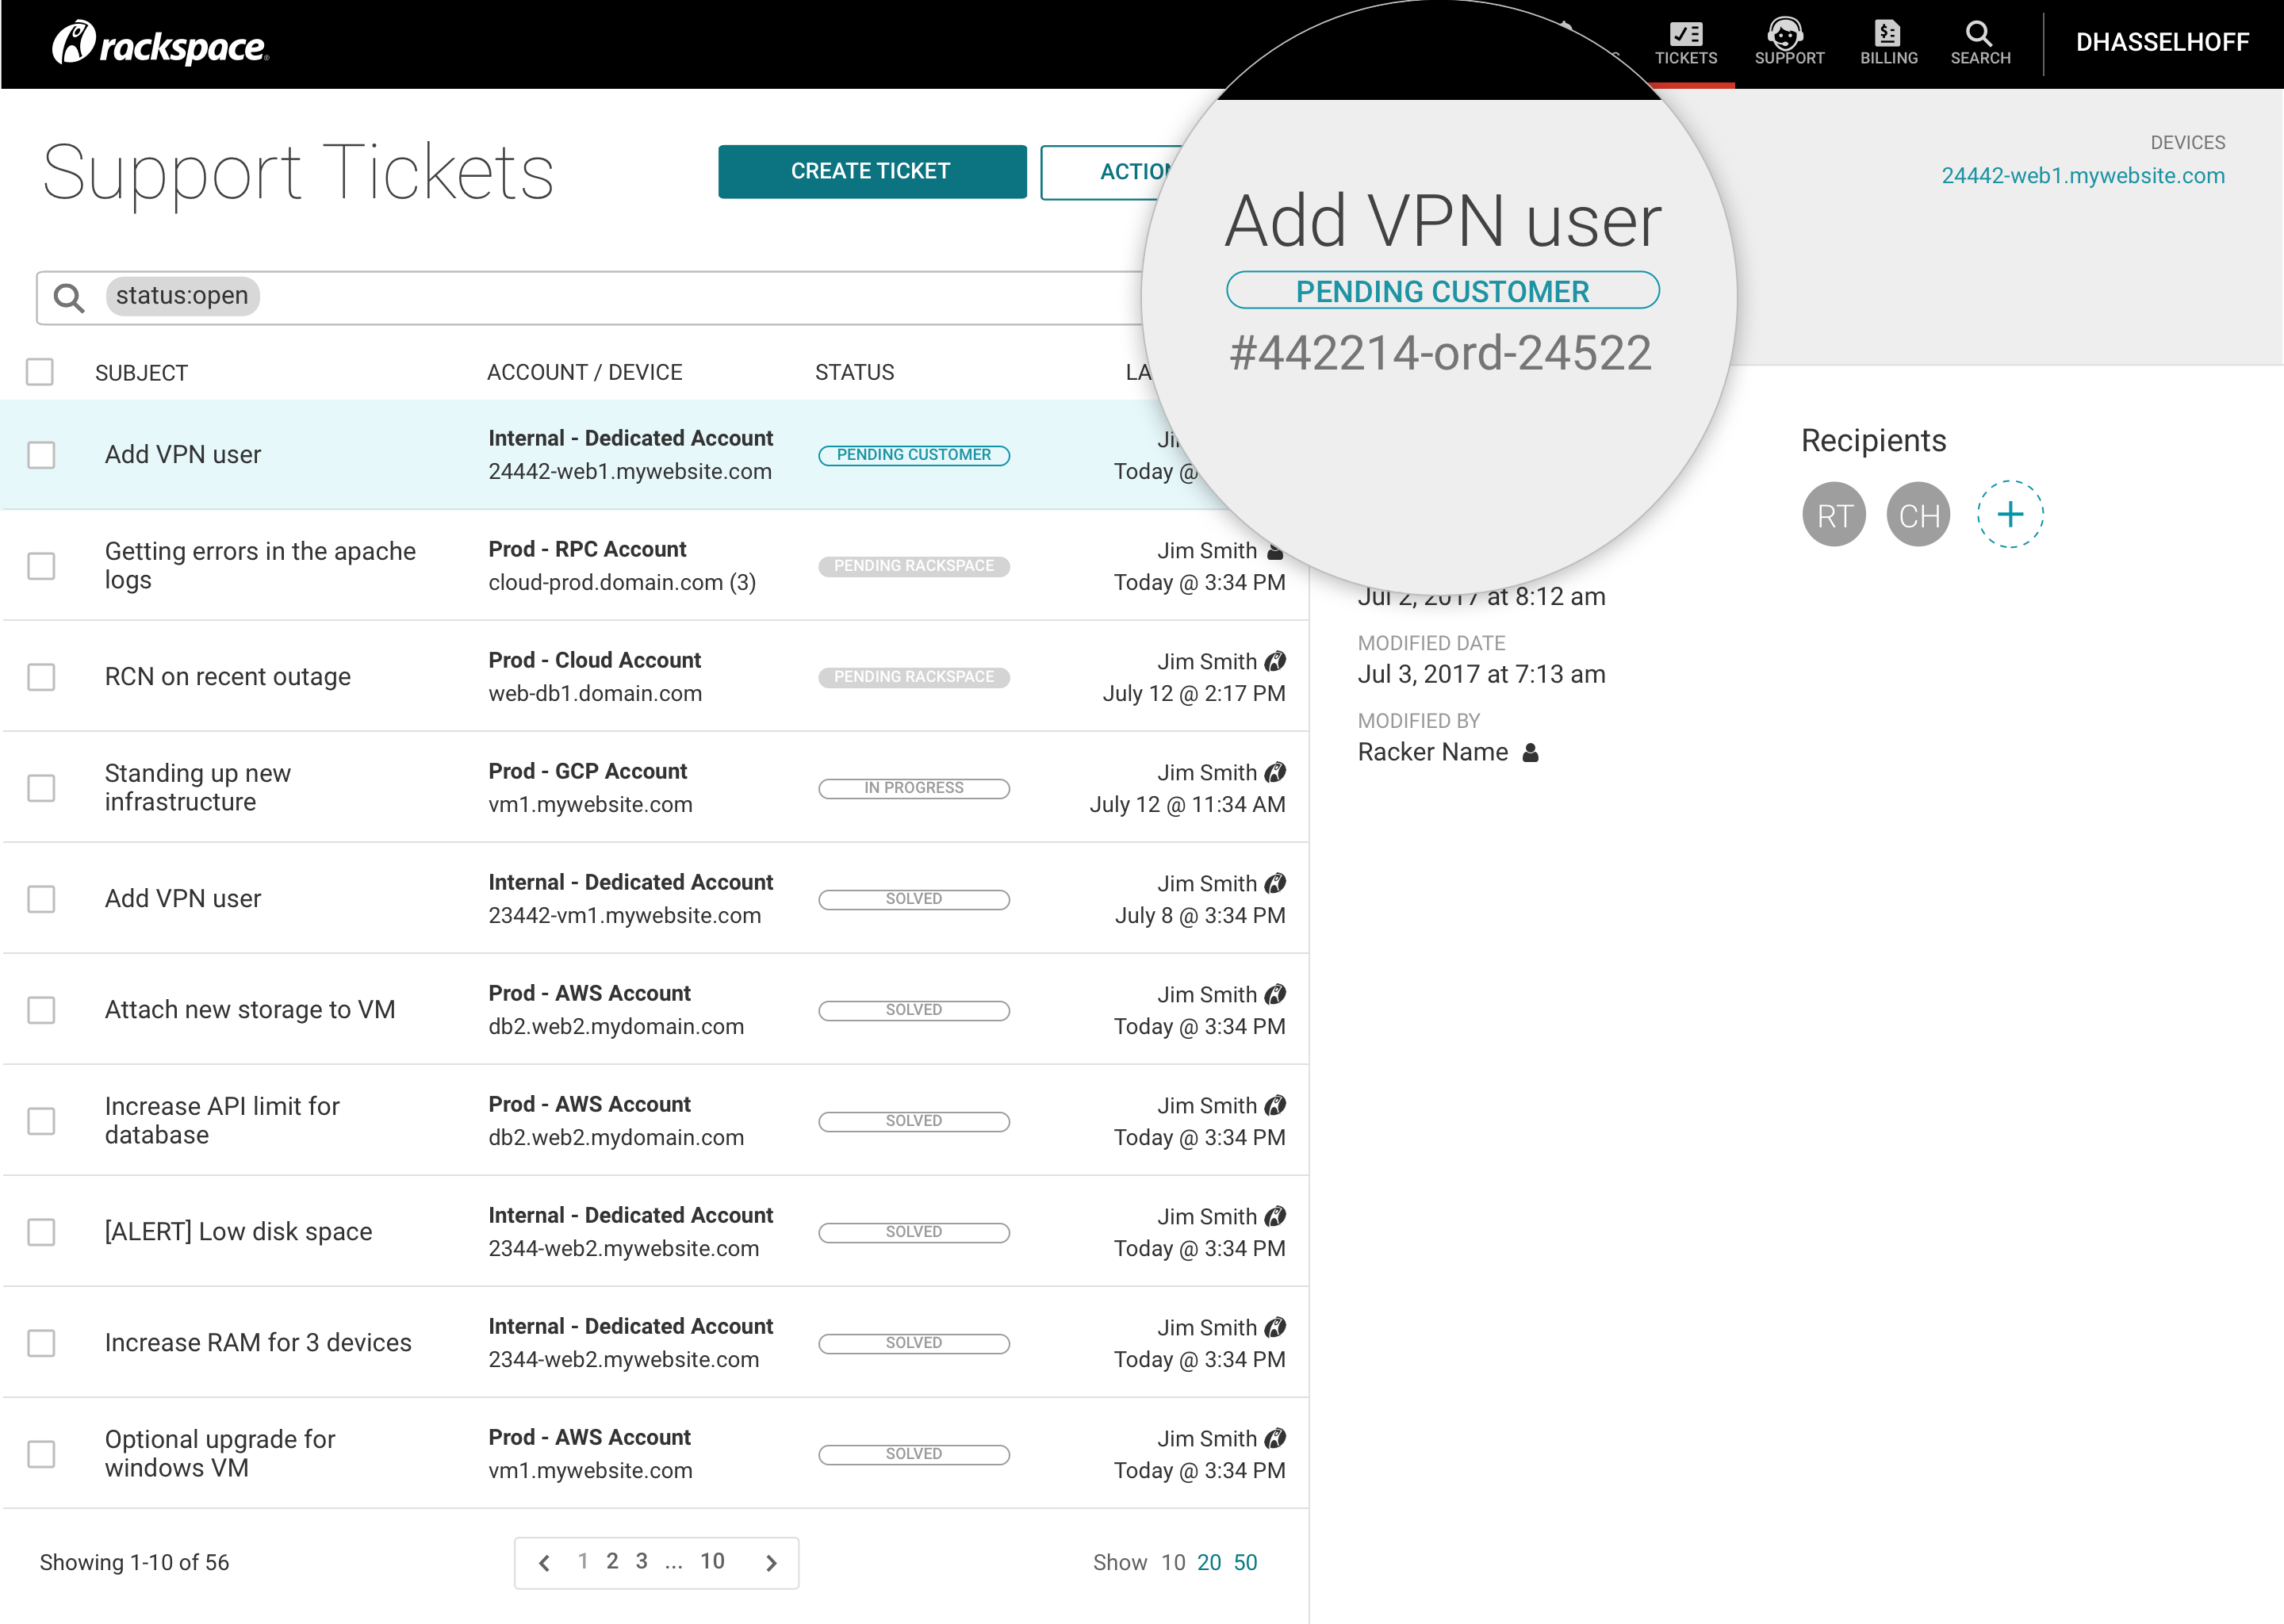 rackspace
TICKETS
SUPPORT
BILLING
SEARCH
DHASSELHOFF
Support Tickets
CREATE TICKET
DEVICES
24442-web1.mywebsite.com
Add VPN user
PENDING CUSTOMER
#442214-ord-24522
status:open
SUBJECT ACCOUNT / DEVICE STATUS
Add VPN user
Internal - Dedicated Account
24442-web1.mywebsite.com
PENDING CUSTOMER
Today @
Getting errors in the apache
logs
Prod - RPC Account
cloud-prod.domain.com (3)
PENDING RACKSPACE
Jim Smith
Today @ 3:34 PM
RCN on recent outage
Prod - Cloud Account
web-db1.domain.com
PENDING RACKSPACE
Jim Smith
July 12 @ 2:17 PM
Standing up new
infrastructure
Prod - GCP Account
vm1.mywebsite.com
IN PROGRESS
Jim Smith
July 12 @ 11:34 AM
Add VPN user
Internal - Dedicated Account
23442-vm1.mywebsite.com
SOLVED
Jim Smith
July 8 @ 3:34 PM
Attach new storage to VM
Prod - AWS Account
db2.web2.mydomain.com
SOLVED
Jim Smith
Today @ 3:34 PM
Increase API limit for
database
Prod - AWS Account
db2.web2.mydomain.com
SOLVED
Jim Smith
Today @ 3:34 PM
[ALERT] Low disk space
Internal - Dedicated Account
2344-web2.mywebsite.com
SOLVED
Jim Smith
Today @ 3:34 PM
Increase RAM for 3 devices
Internal - Dedicated Account
2344-web2.mywebsite.com
SOLVED
Jim Smith
Today @ 3:34 PM
Optional upgrade for
windows VM
Prod - AWS Account
vm1.mywebsite.com
SOLVED
Jim Smith
Today @ 3:34 PM
Showing 1-10 of 56
1 2 3 ... 10
Show 10 20 50
Recipients
RT CH
Jul 2, 2017 at 8:12 am
MODIFIED DATE
Jul 3, 2017 at 7:13 am
MODIFIED BY
Racker Name